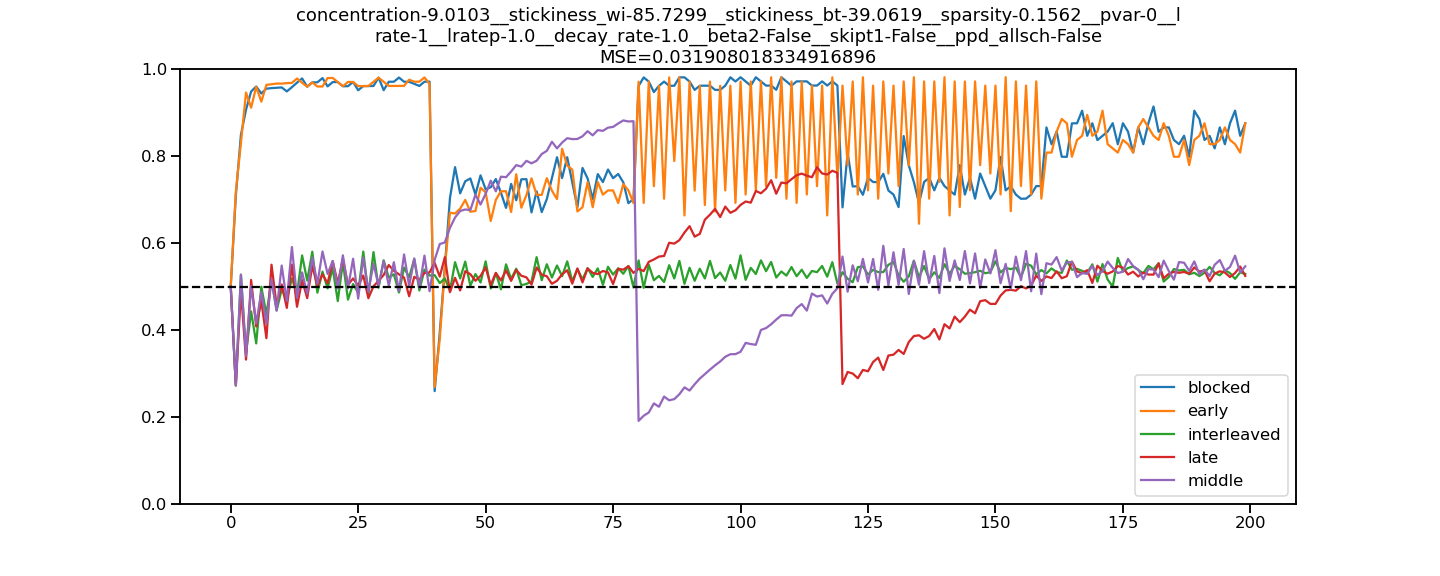 concentration-9.0103__stickiness_wi-85.7299__stickiness_bt-39.0619__sparsity-0.1562__pvar-0__l
rate-1__lratep-1.0__decay_rate-1.0__beta2-False__skipt1-False__ppd_allsch-False
MSE=0.031908018334916896
1.0
0.8
0.6
0.4
0.2
0.0
0 25 50 75 100 125 150 175 200
blocked
early
interleaved
late
middle